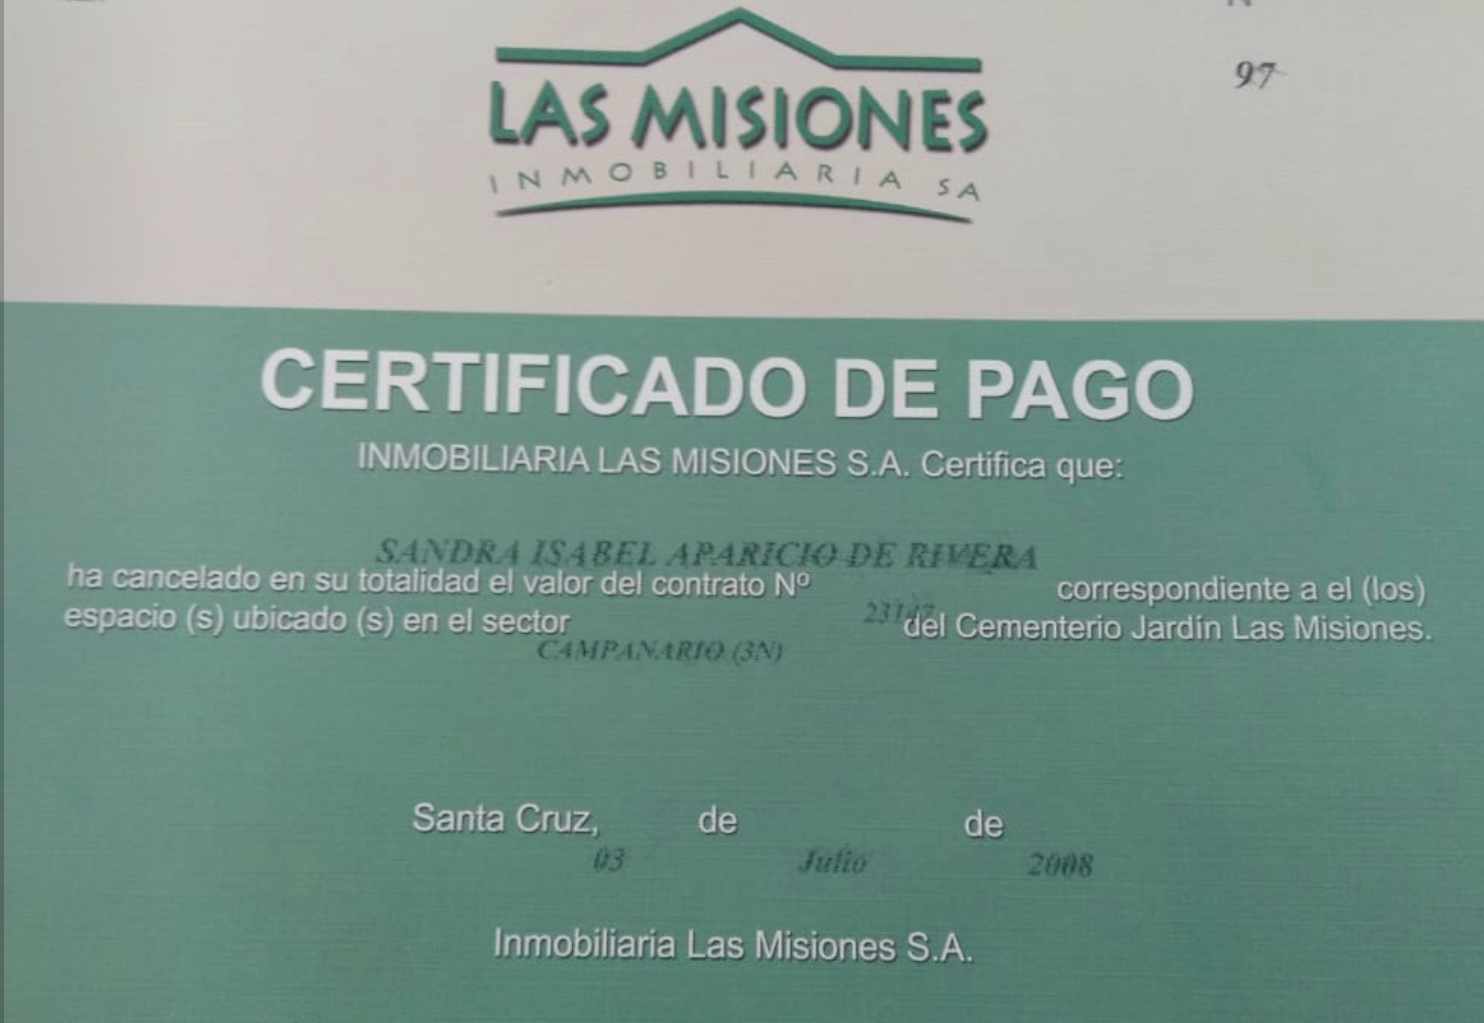 97
LAS MISIONES
INMOBILIARIA SA
CERTIFICADO DE PAGO
INMOBILIARIA LAS MISIONES S.A. Certifica que:
SANDRA ISABEL APARICIO DE RIVERA
ha cancelado en su totalidad el valor del contrato Nº correspondiente a el (los)
espacio (s) ubicado (s) en el sector del Cementerio Jardín Las Misiones.
CAMPANARIO (3N)
Santa Cruz, de de
03 Julio 2008
Inmobiliaria Las Misiones S.A.